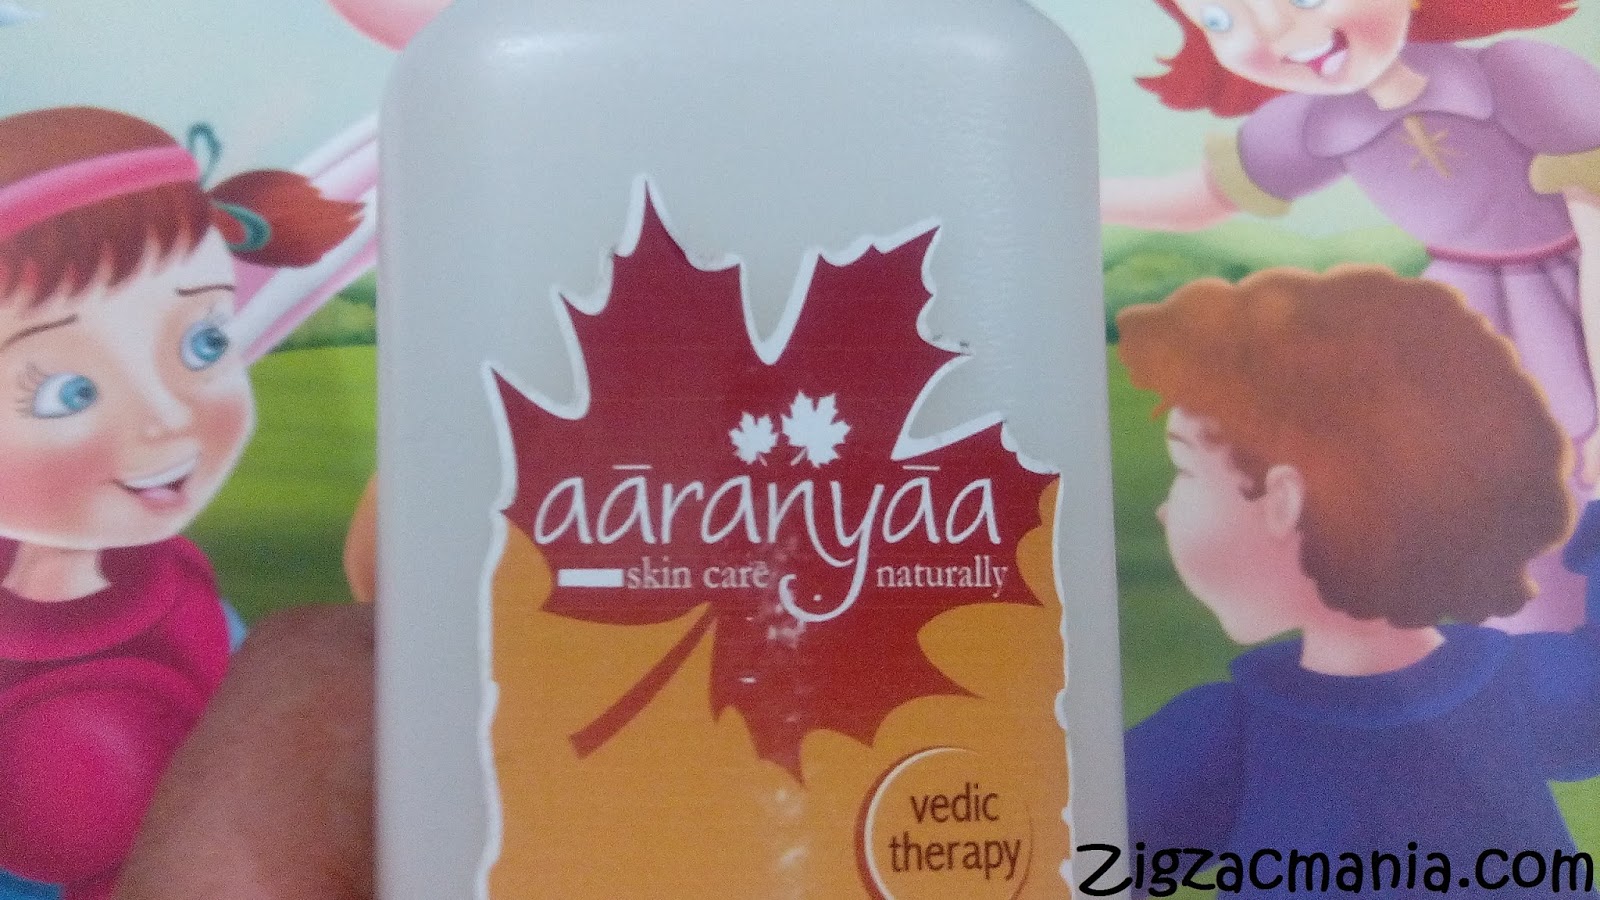 aāranyāa
skin care naturally
vedic
therapy
Zigzacmania.com